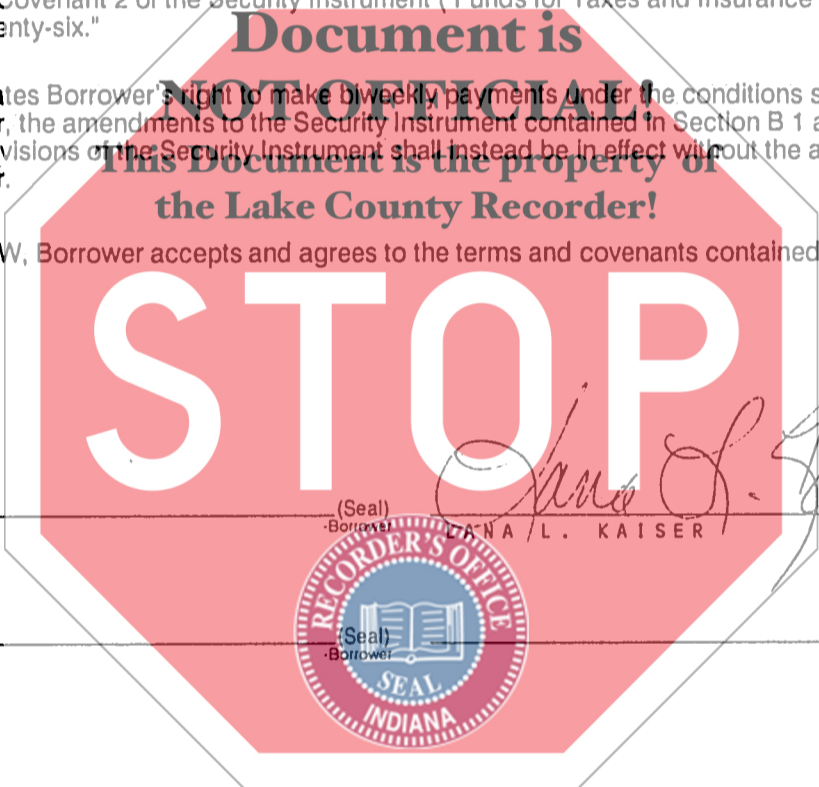 Covenant 2 of the Security Instrument ("Funds for Taxes and Insurance
enty-six."
Document is
NOT OFFICIAL!
tes Borrower's right to make biweekly payments under the conditions s
r, the amendments to the Security Instrument contained in Section B 1 a
visions of the Security Instrument shall instead be in effect without the a
r.
This Document is the property of
the Lake County Recorder!
W, Borrower accepts and agrees to the terms and covenants contained
STOP
(Seal)
-Borrower
LANA L. KAISER
RECORDER'S OFFICE
(Seal)
-Borrower
SEAL
INDIANA